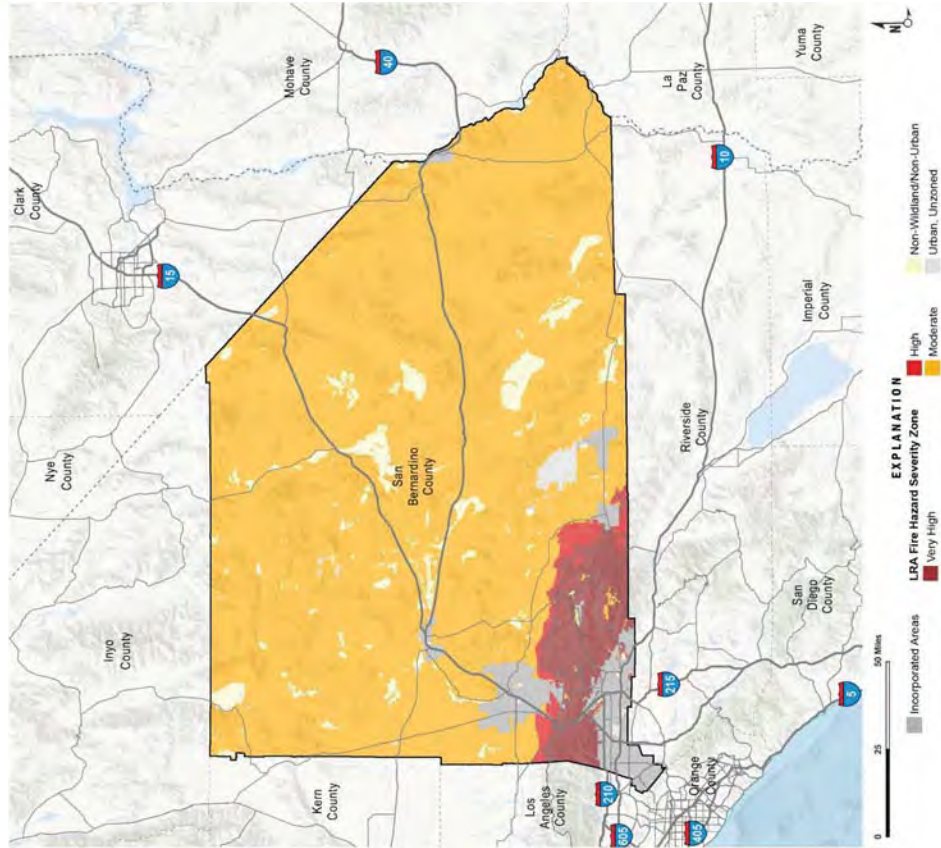 Nye
County
Clark
County
15
Mohave
County
40
Inyo
County
San
Bernardino
County
Kern
County
La
Paz
County
10
Yuma
County
Los
Angeles
County
Riverside
County
210
605
215
405
Orange
County
Imperial
County
San
Diego
County
5
N
0
25
50 Miles
EXPLANATION
Incorporated Areas
LRA Fire Hazard Severity Zone
Very High
High
Moderate
Non-Wildland/Non-Urban
Urban, Unzoned